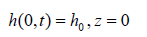 h(0,t) = h₀, z = 0